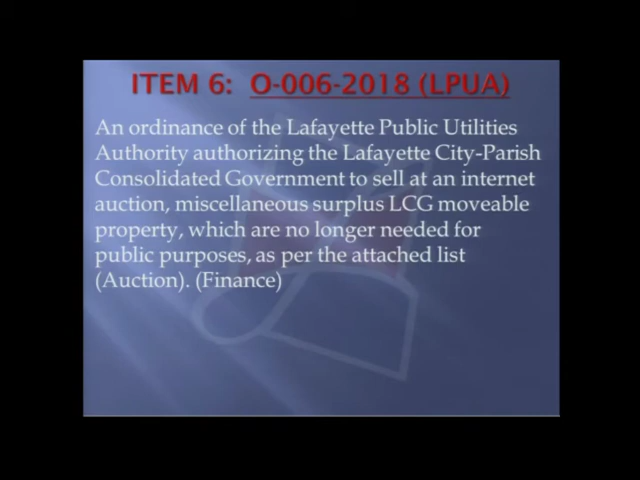 ITEM 6: O-006-2018 (LPUA)
An ordinance of the Lafayette Public Utilities
Authority authorizing the Lafayette City-Parish
Consolidated Government to sell at an internet
auction, miscellaneous surplus LCG moveable
property, which are no longer needed for
public purposes, as per the attached list
(Auction). (Finance)